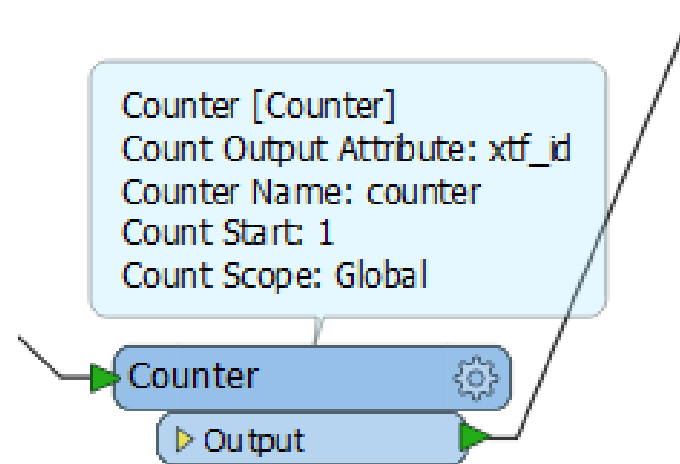 Counter [Counter]
Count Output Attribute: xtf_id
Counter Name: counter
Count Start: 1
Count Scope: Global
Counter
Output